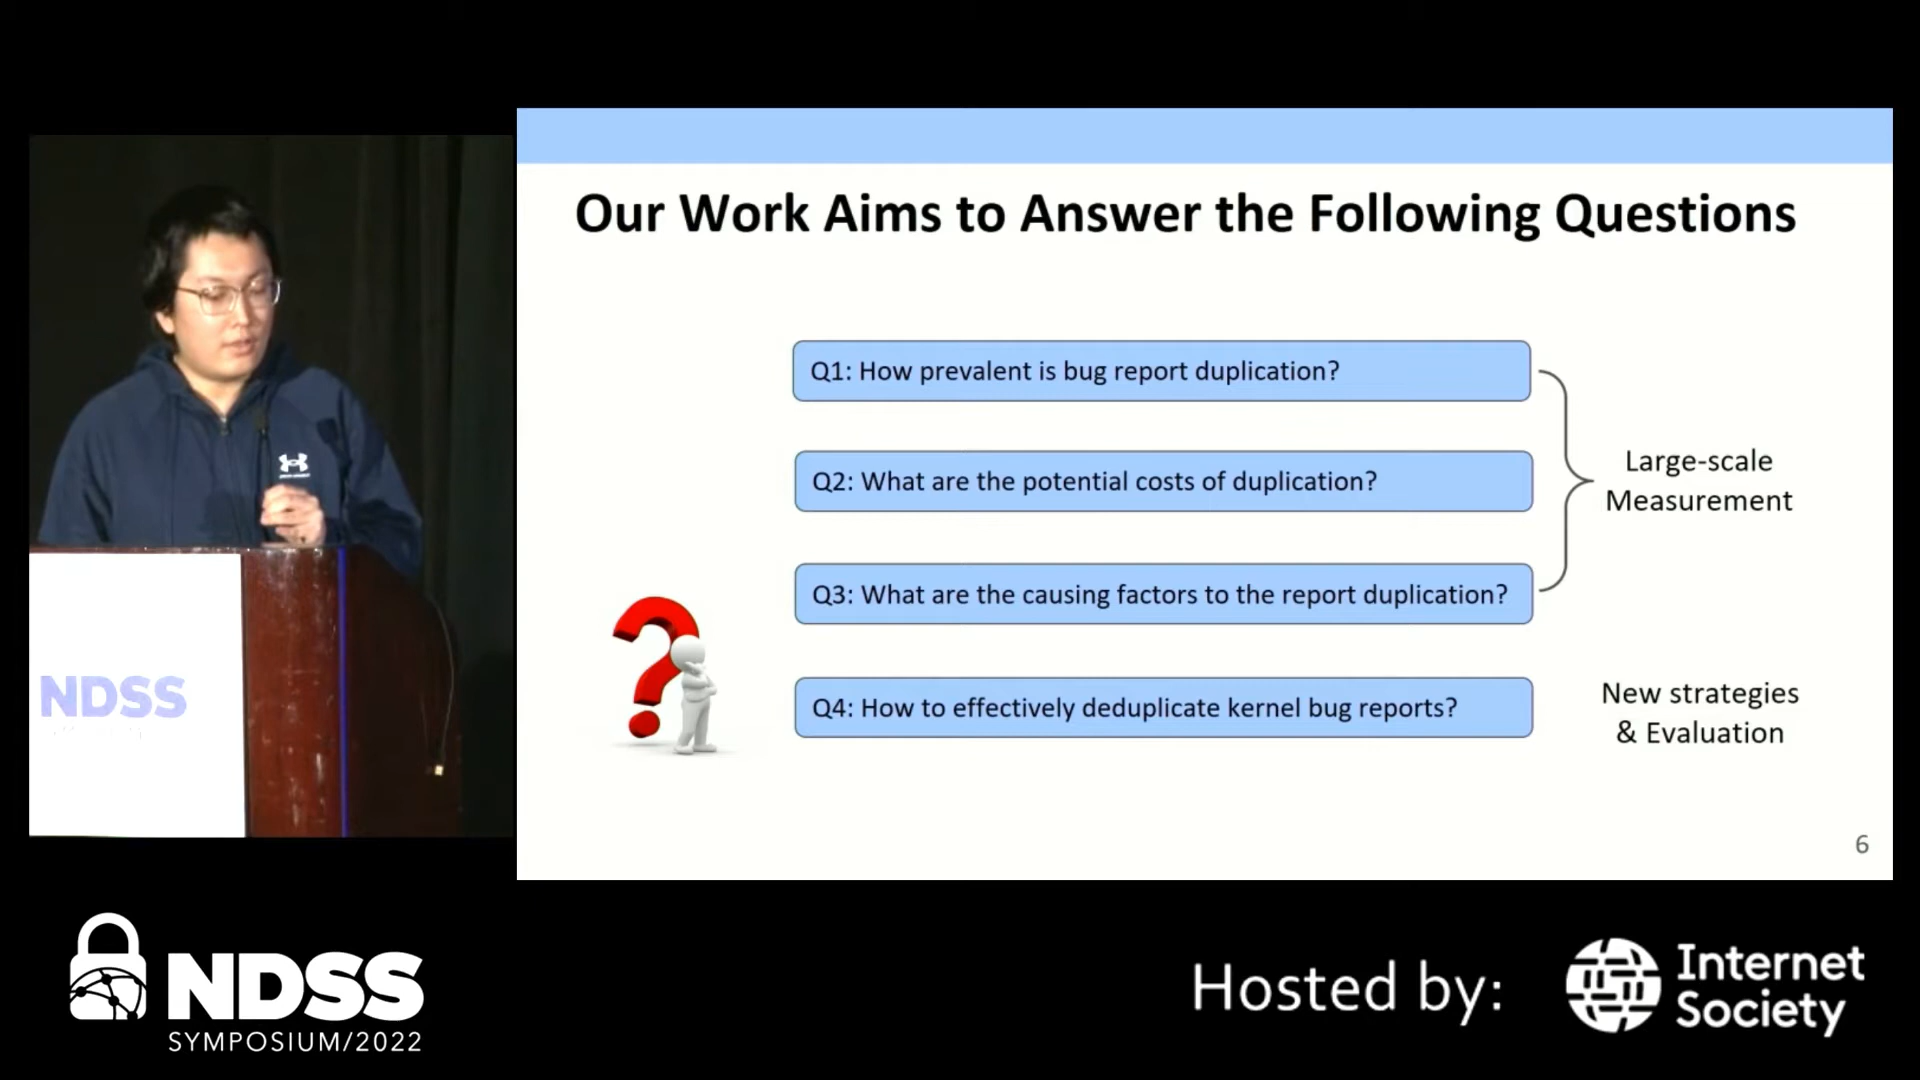 Our Work Aims to Answer the Following Questions
Q1: How prevalent is bug report duplication?
Q2: What are the potential costs of duplication?
Q3: What are the causing factors to the report duplication?
Q4: How to effectively deduplicate kernel bug reports?
Large-scale
Measurement
New strategies
& Evaluation
6
NDSS
NDSS
SYMPOSIUM/2022
Hosted by:
Internet
Society